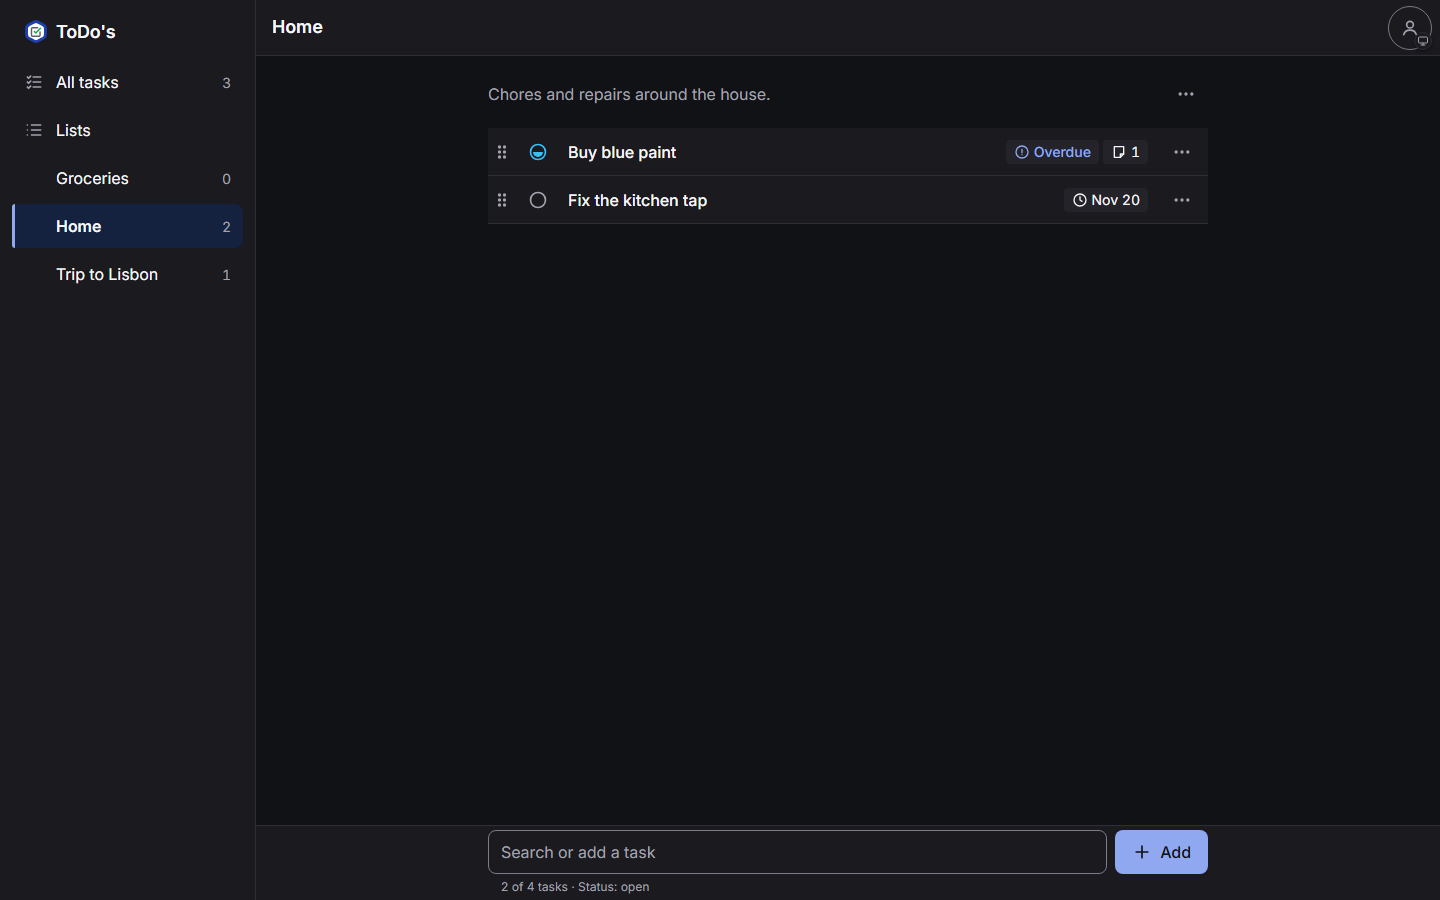 ToDo's
All tasks 3
Lists
Groceries 0
Home 2
Trip to Lisbon 1
Home
Chores and repairs around the house.
Buy blue paint Overdue 1
Fix the kitchen tap Nov 20
Search or add a task
Add
2 of 4 tasks · Status: open